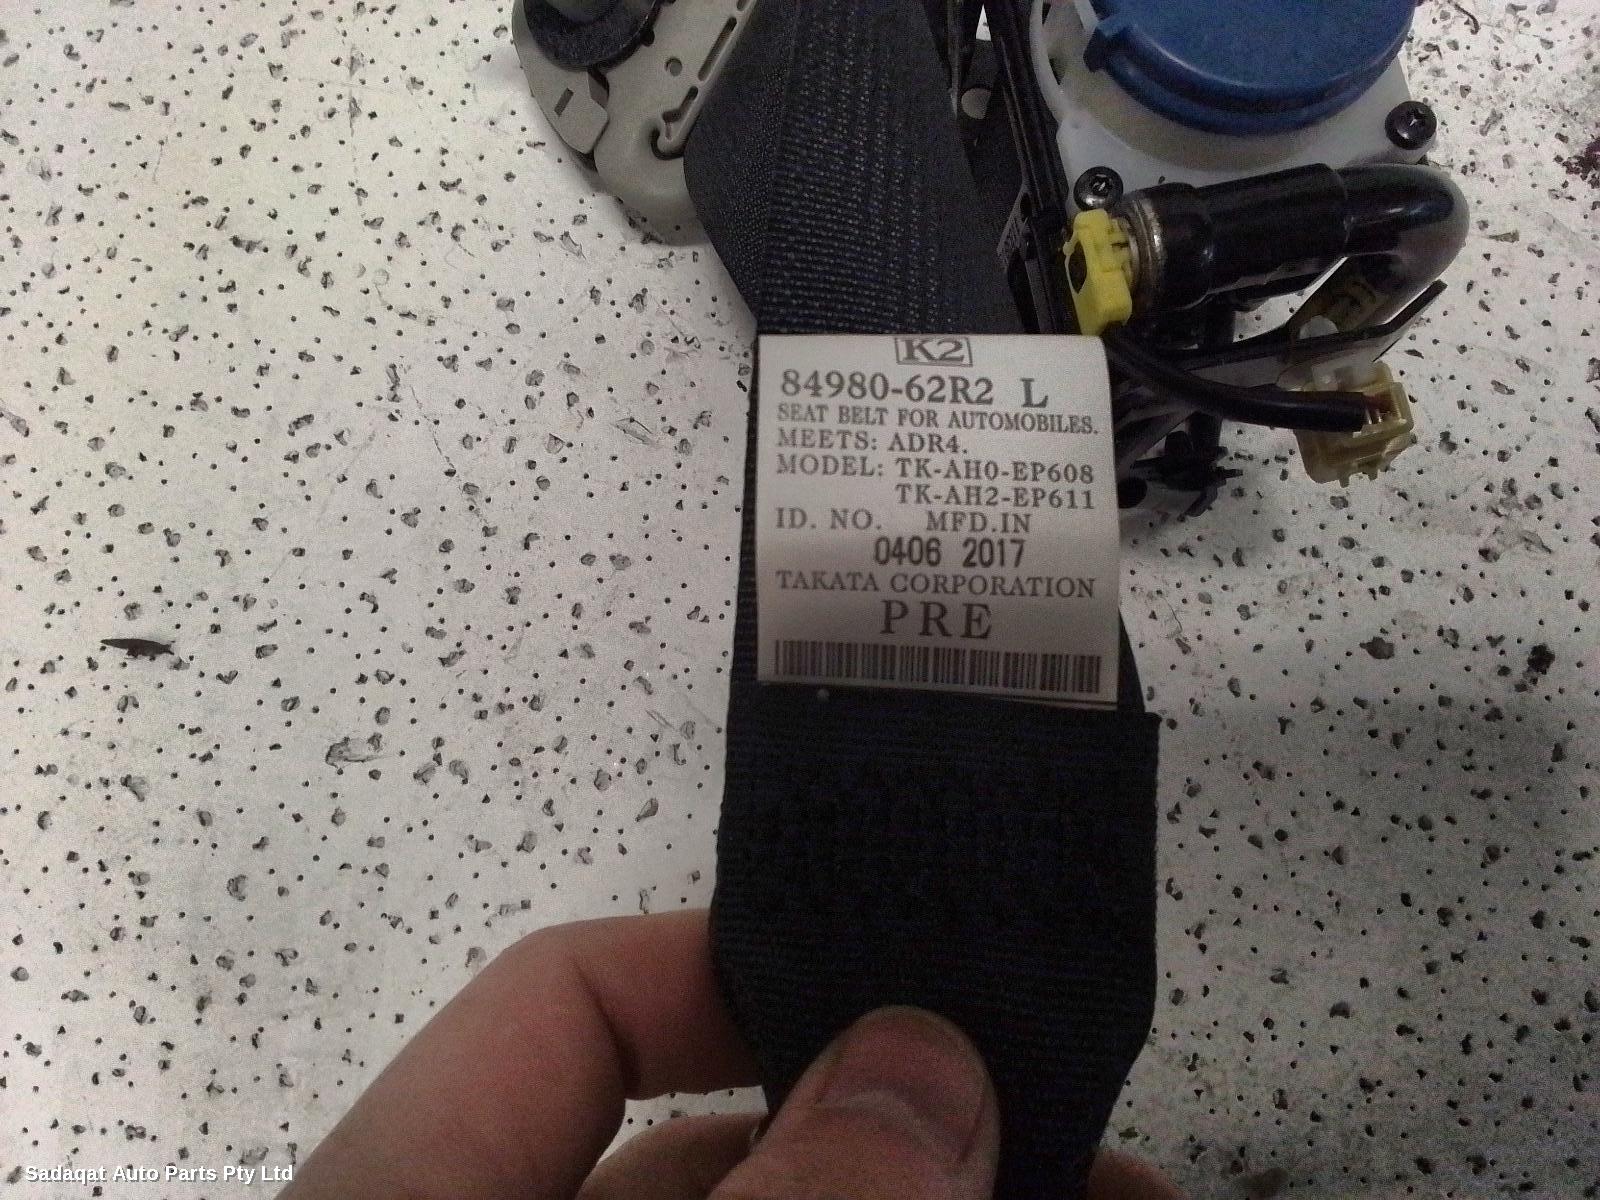 K2
84980-62R2 L
SEAT BELT FOR AUTOMOBILES.
MEETS: ADR4.
MODEL: TK-AH0-EP608
TK-AH2-EP611
ID. NO. MFD.IN
0406 2017
TAKATA CORPORATION
PRE
Sadaqat Auto Parts Pty Ltd